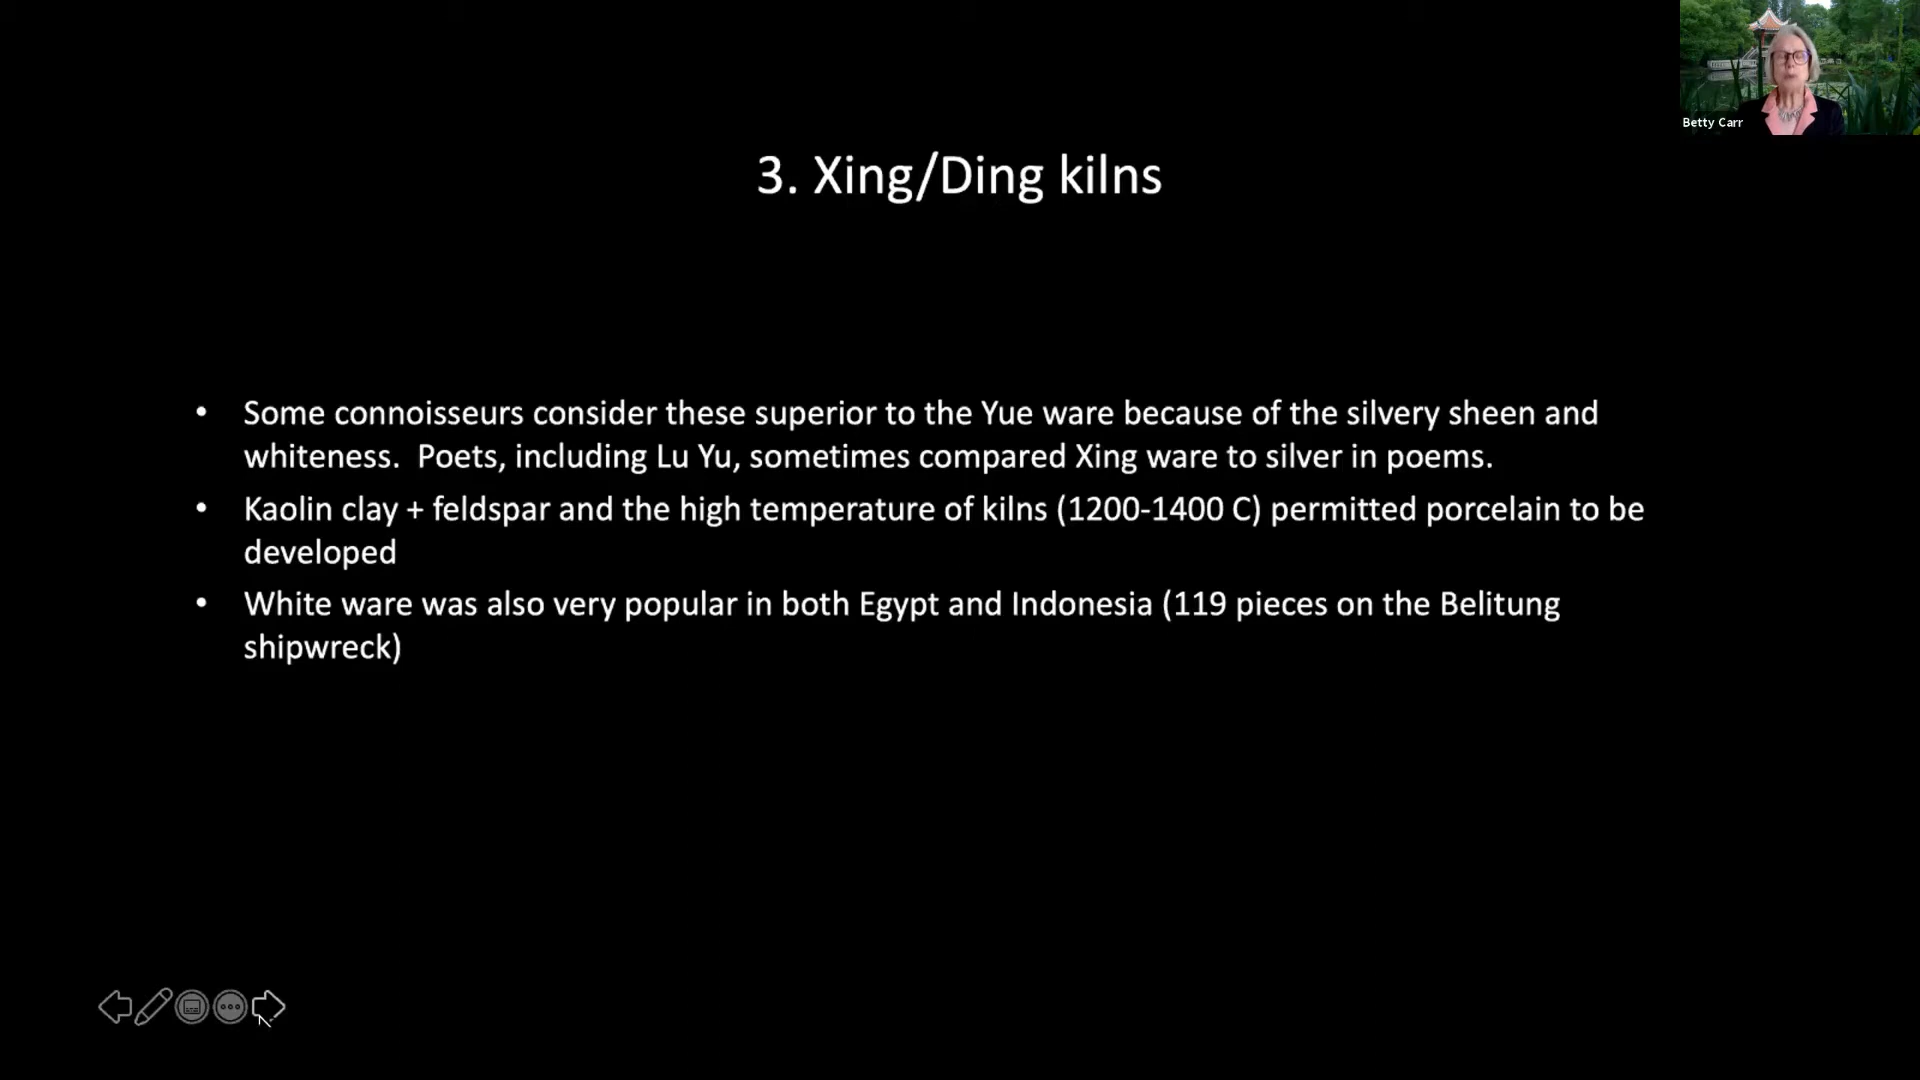 Betty Carr
3. Xing/Ding kilns
• Some connoisseurs consider these superior to the Yue ware because of the silvery sheen and
whiteness.  Poets, including Lu Yu, sometimes compared Xing ware to silver in poems.
• Kaolin clay + feldspar and the high temperature of kilns (1200-1400 C) permitted porcelain to be
developed
• White ware was also very popular in both Egypt and Indonesia (119 pieces on the Belitung
shipwreck)